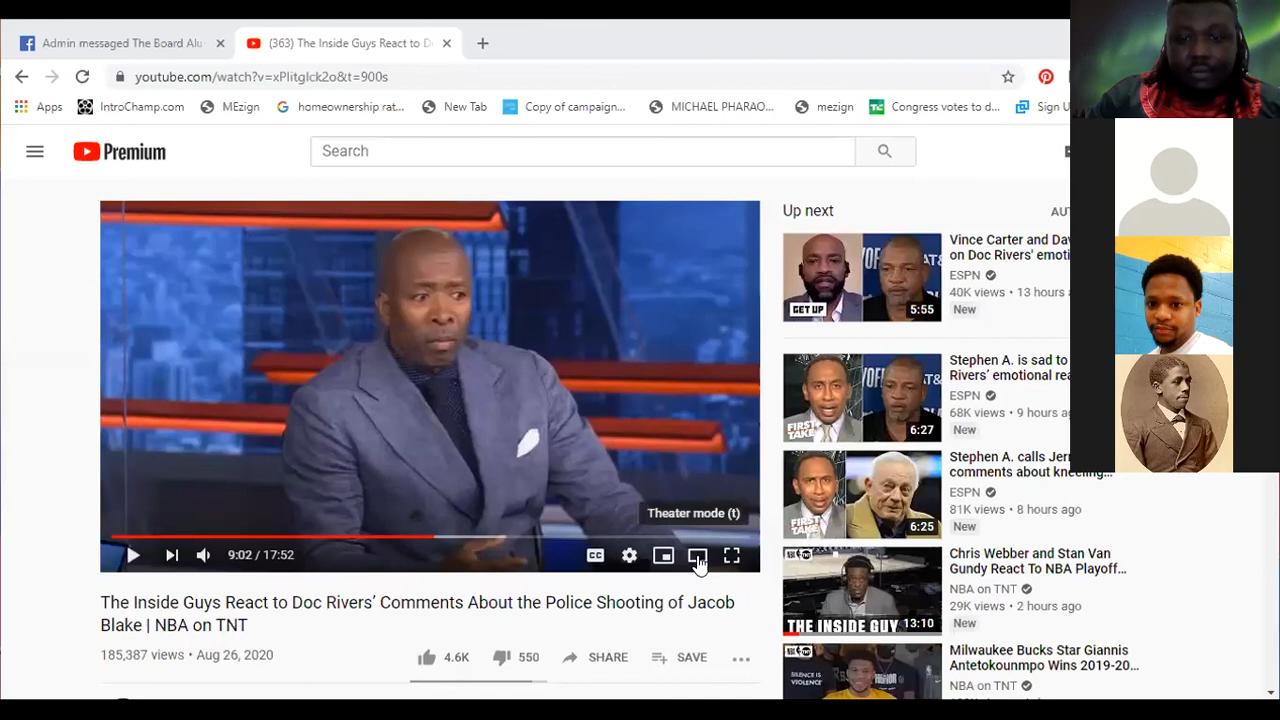 Admin messaged The Board Alu
(363) The Inside Guys React to D
youtube.com/watch?v=xPlitglck2o&t=900s
Apps
IntroChamp.com
MEzign
homeownership rat...
New Tab
Copy of campaign...
MICHAEL PHARAO...
mezign
Congress votes to d...
Sign U
Premium
Search
Up next
AU
Vince Carter and Dav
on Doc Rivers' emoti
ESPN
40K views • 13 hours a
New
GET UP
5:55
Stephen A. is sad to
Rivers' emotional rea
ESPN
68K views • 9 hours ag
New
FIRST TAKE
6:27
Stephen A. calls Jerr
comments about kneeling...
ESPN
81K views • 8 hours ago
New
FIRST TAKE
6:25
Chris Webber and Stan Van
Gundy React To NBA Playoff...
NBA on TNT
29K views • 2 hours ago
New
THE INSIDE GUY
13:10
Milwaukee Bucks Star Giannis
Antetokounmpo Wins 2019-20...
NBA on TNT
Theater mode (t)
9:02 / 17:52
CC
The Inside Guys React to Doc Rivers' Comments About the Police Shooting of Jacob
Blake | NBA on TNT
185,387 views • Aug 26, 2020
4.6K
550
SHARE
SAVE